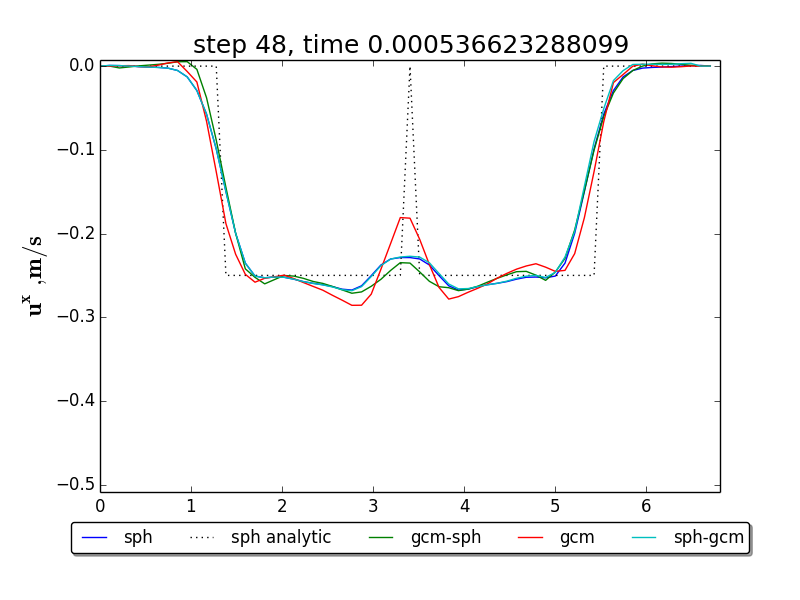 step 48, time 0.000536623288099
0.0
−0.1
−0.2
−0.3
−0.4
−0.5
u^x ,m/s
0 1 2 3 4 5 6
sph sph analytic gcm-sph gcm sph-gcm